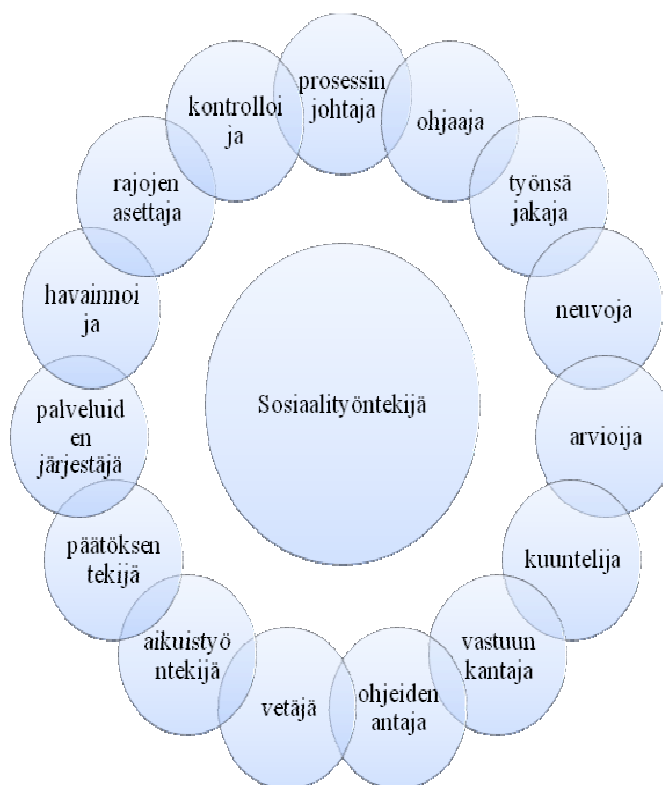 prosessin
johtaja
ohjaaja
työnsä
jakaja
neuvoja
arvioija
kuuntelija
vastuun
kantaja
ohjeiden
antaja
vetäjä
aikuistyö
ntekijä
päätöksen
tekijä
palveluid
en
järjestäjä
havainnoi
ja
rajojen
asettaja
kontrolloi
ja
Sosiaalityöntekijä